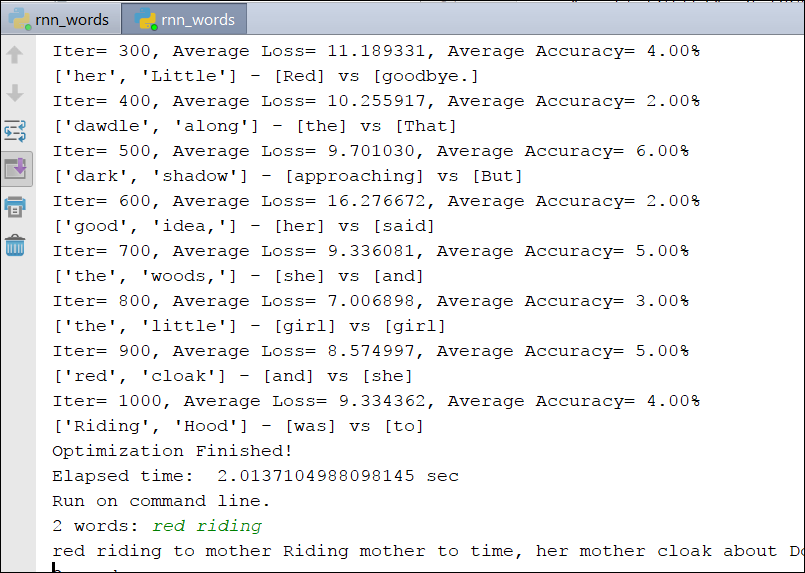 rnn_words rnn_words
Iter= 300, Average Loss= 11.189331, Average Accuracy= 4.00%
['her', 'Little'] - [Red] vs [goodbye.]
Iter= 400, Average Loss= 10.255917, Average Accuracy= 2.00%
['dawdle', 'along'] - [the] vs [That]
Iter= 500, Average Loss= 9.701030, Average Accuracy= 6.00%
['dark', 'shadow'] - [approaching] vs [But]
Iter= 600, Average Loss= 16.276672, Average Accuracy= 2.00%
['good', 'idea,'] - [her] vs [said]
Iter= 700, Average Loss= 9.336081, Average Accuracy= 5.00%
['the', 'woods,'] - [she] vs [and]
Iter= 800, Average Loss= 7.006898, Average Accuracy= 3.00%
['the', 'little'] - [girl] vs [girl]
Iter= 900, Average Loss= 8.574997, Average Accuracy= 5.00%
['red', 'cloak'] - [and] vs [she]
Iter= 1000, Average Loss= 9.334362, Average Accuracy= 4.00%
['Riding', 'Hood'] - [was] vs [to]
Optimization Finished!
Elapsed time:  2.0137104988098145 sec
Run on command line.
2 words: red riding
red riding to mother Riding mother to time, her mother cloak about